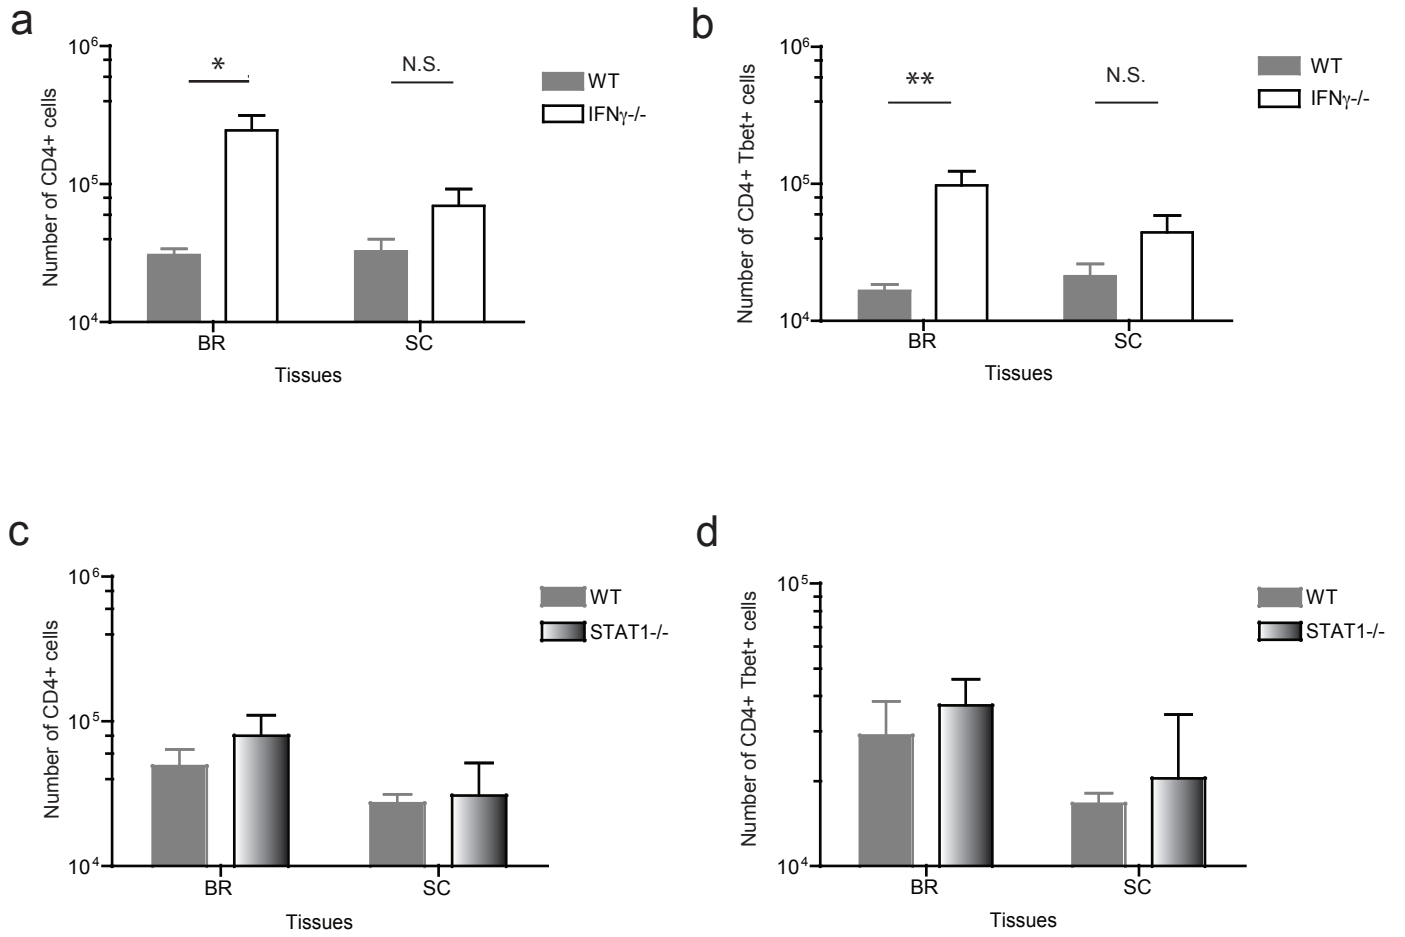 a
Number of CD4+ cells
10⁶
10⁵
10⁴
*
N.S.
WT
IFNγ-/-
BR
SC
Tissues
b
Number of CD4+ Tbet+ cells
10⁶
10⁵
10⁴
**
N.S.
WT
IFNγ-/-
BR
SC
Tissues
c
Number of CD4+ cells
10⁶
10⁵
10⁴
WT
STAT1-/-
BR
SC
Tissues
d
Number of CD4+ Tbet+ cells
10⁵
10⁴
WT
STAT1-/-
BR
SC
Tissues